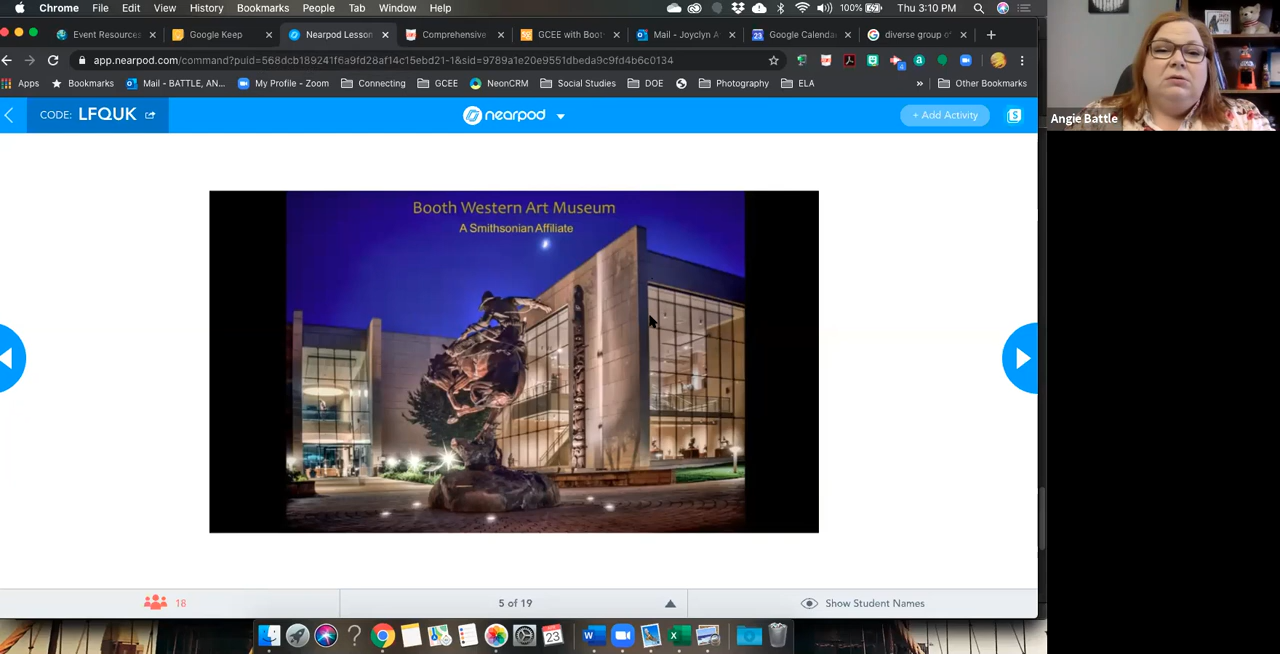 Chrome File Edit View History Bookmarks People Tab Window Help 100% Thu 3:10 PM
Event Resources Google Keep Nearpod Lesson Comprehensive GCEE with Boot Mail - Joyclyn A Google Calenda diverse group of
app.nearpod.com/command?puid=568dcb189241f6a9fd28af14c15ebd21-1&sid=9789a1e20e9551dbeda9c9fd4b6c0134
Apps Bookmarks Mail - BATTLE, AN... My Profile - Zoom Connecting GCEE NeonCRM Social Studies DOE Photography ELA » Other Bookmarks
CODE: LFQUK nearpod + Add Activity
Angie Battle
Booth Western Art Museum
A Smithsonian Affiliate
18 5 of 19 Show Student Names
23